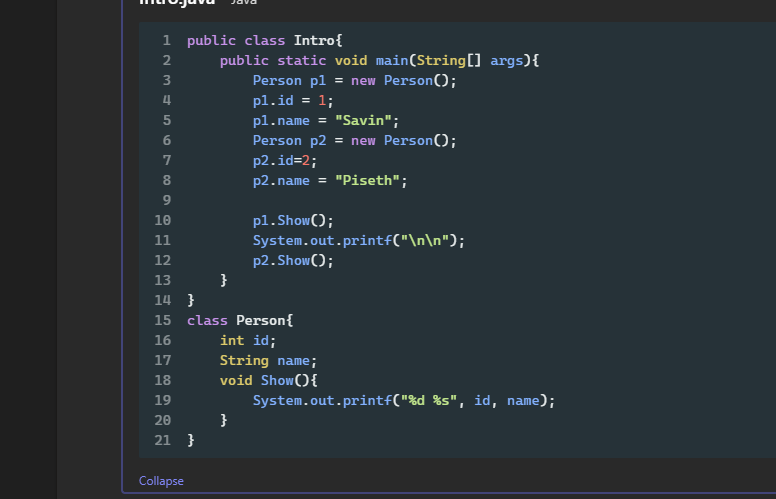 Intro.java Java
1 public class Intro{
2     public static void main(String[] args){
3         Person p1 = new Person();
4         p1.id = 1;
5         p1.name = "Savin";
6         Person p2 = new Person();
7         p2.id=2;
8         p2.name = "Piseth";
9
10         p1.Show();
11         System.out.printf("\n\n");
12         p2.Show();
13     }
14 }
15 class Person{
16     int id;
17     String name;
18     void Show(){
19         System.out.printf("%d %s", id, name);
20     }
21 }
Collapse